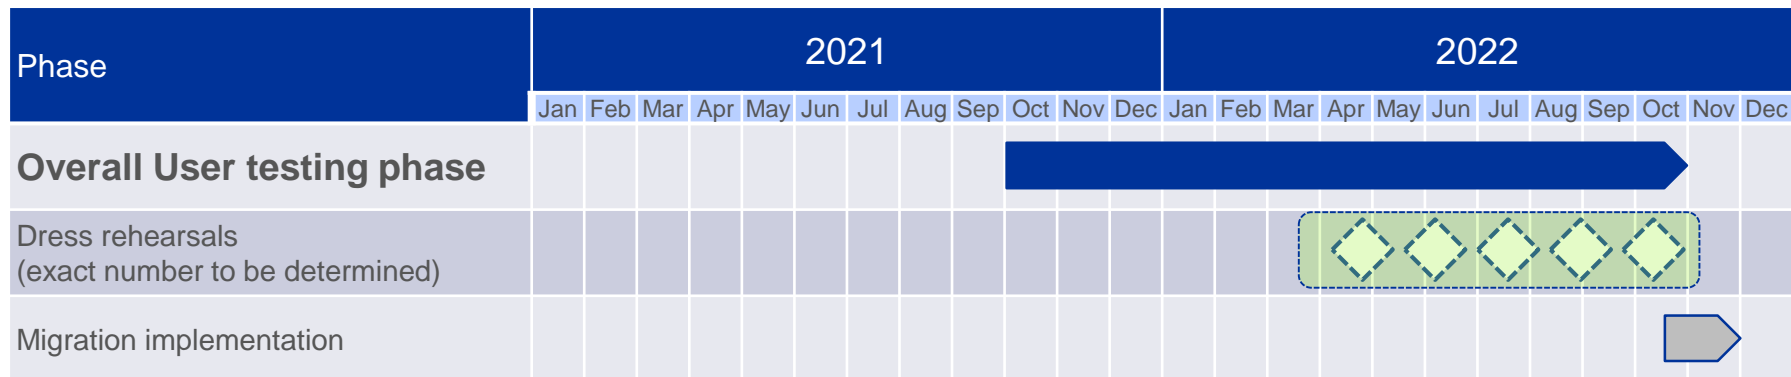 Phase
2021
2022
Jan Feb Mar Apr May Jun Jul Aug Sep Oct Nov Dec Jan Feb Mar Apr May Jun Jul Aug Sep Oct Nov Dec
Overall User testing phase
Dress rehearsals
(exact number to be determined)
Migration implementation